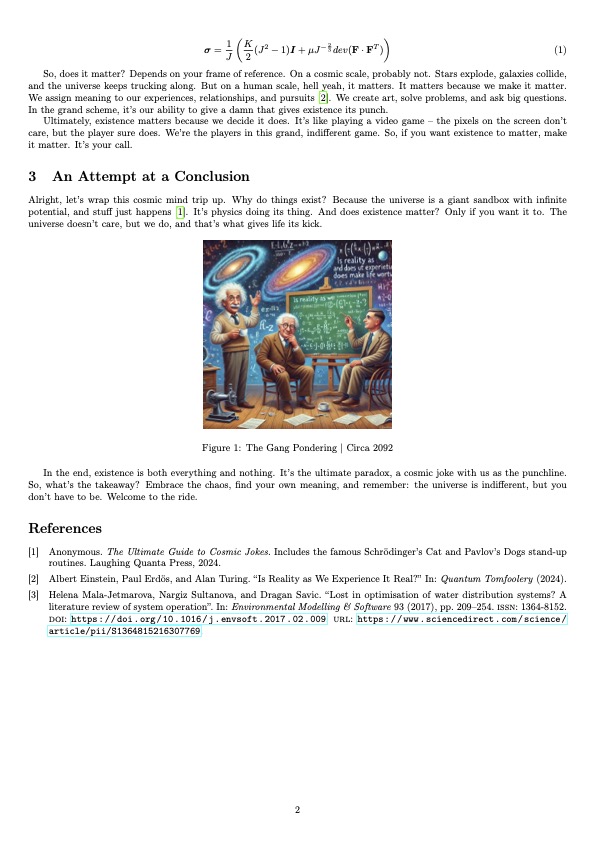 σ = 1/J ( K/2 (J² − 1)I + μJ^{−2/3} dev(F · F^T) ) (1)
So, does it matter? Depends on your frame of reference. On a cosmic scale, probably not. Stars explode, galaxies collide,
and the universe keeps trucking along. But on a human scale, hell yeah, it matters. It matters because we make it matter.
We assign meaning to our experiences, relationships, and pursuits [2]. We create art, solve problems, and ask big questions.
In the grand scheme, it's our ability to give a damn that gives existence its punch.
Ultimately, existence matters because we decide it does. It's like playing a video game – the pixels on the screen don't
care, but the player sure does. We're the players in this grand, indifferent game. So, if you want existence to matter, make
it matter. It's your call.
3 An Attempt at a Conclusion
Alright, let's wrap this cosmic mind trip up. Why do things exist? Because the universe is a giant sandbox with infinite
potential, and stuff just happens [1]. It's physics doing its thing. And does existence matter? Only if you want it to. The
universe doesn't care, but we do, and that's what gives life its kick.
Is reality as
and does uf experietu
does make life wortv
Is reality as we
Figure 1: The Gang Pondering | Circa 2092
In the end, existence is both everything and nothing. It's the ultimate paradox, a cosmic joke with us as the punchline.
So, what's the takeaway? Embrace the chaos, find your own meaning, and remember: the universe is indifferent, but you
don't have to be. Welcome to the ride.
References
[1] Anonymous. The Ultimate Guide to Cosmic Jokes. Includes the famous Schrödinger's Cat and Pavlov's Dogs stand-up
routines. Laughing Quanta Press, 2024.
[2] Albert Einstein, Paul Erdös, and Alan Turing. "Is Reality as We Experience It Real?" In: Quantum Tomfoolery (2024).
[3] Helena Mala-Jetmarova, Nargiz Sultanova, and Dragan Savic. "Lost in optimisation of water distribution systems? A
literature review of system operation". In: Environmental Modelling & Software 93 (2017), pp. 209–254. ISSN: 1364-8152.
DOI: https://doi.org/10.1016/j.envsoft.2017.02.009 URL: https://www.sciencedirect.com/science/
article/pii/S1364815216307769
2